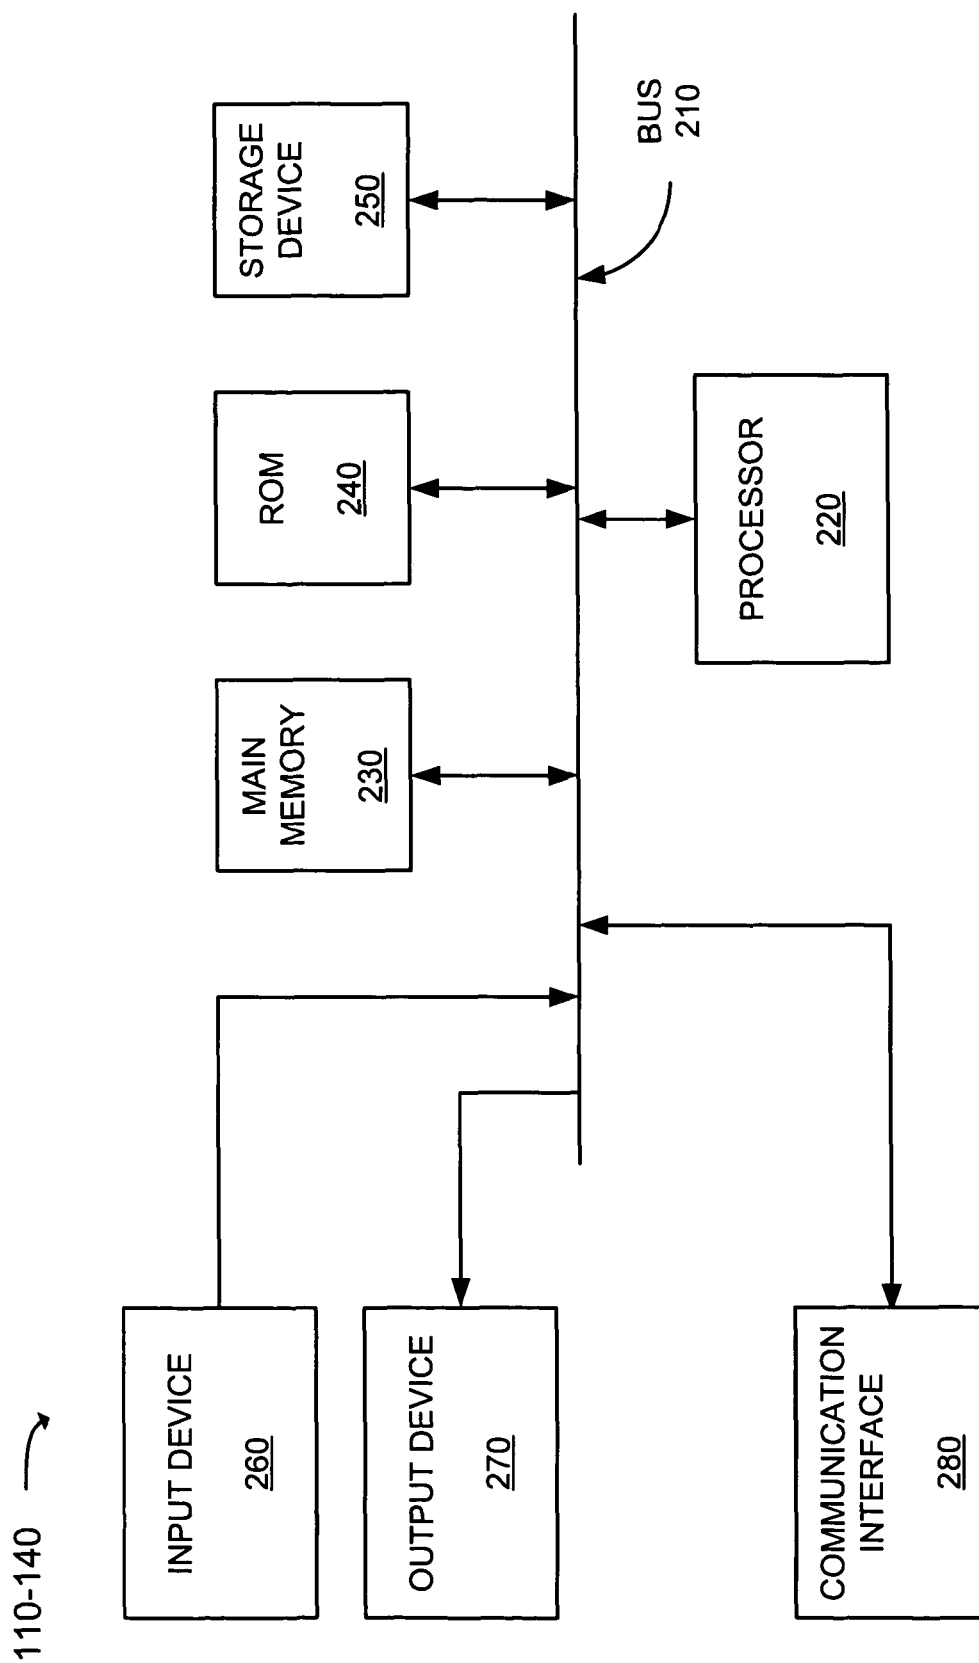 110-140
INPUT DEVICE
260
OUTPUT DEVICE
270
COMMUNICATION
INTERFACE
280
MAIN
MEMORY
230
ROM
240
STORAGE
DEVICE
250
PROCESSOR
220
BUS
210